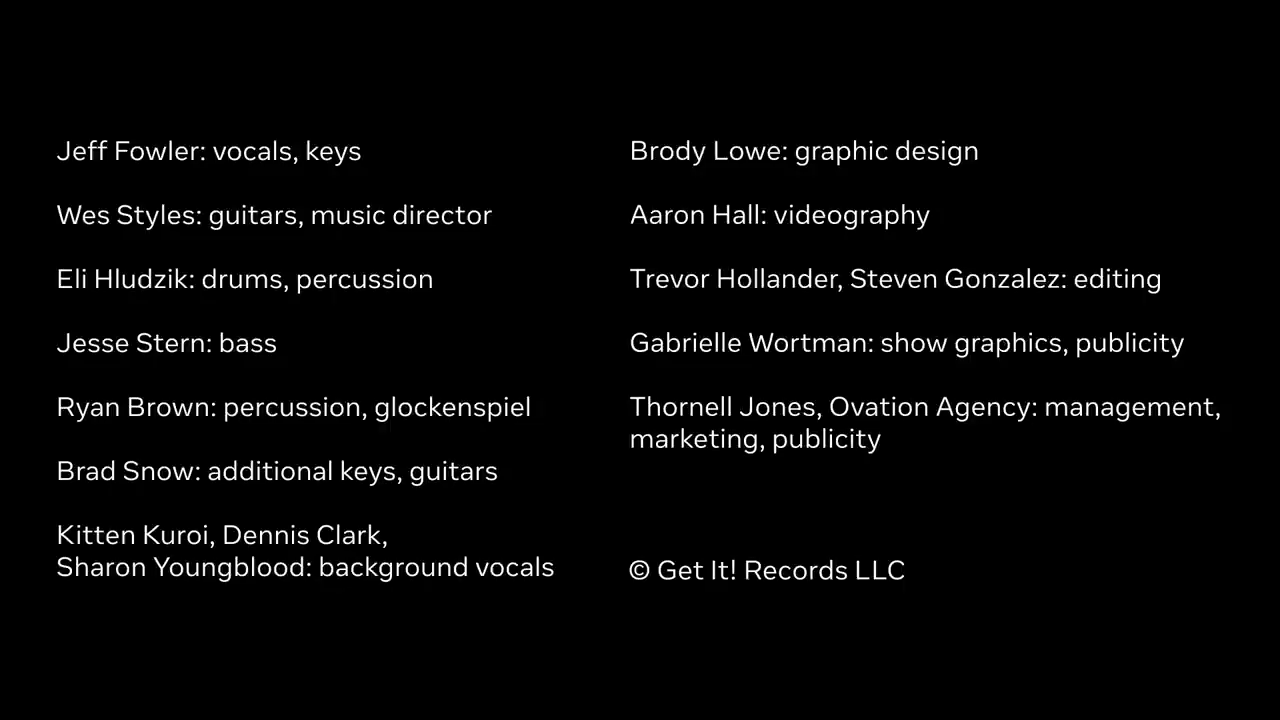 Jeff Fowler: vocals, keys
Wes Styles: guitars, music director
Eli Hludzik: drums, percussion
Jesse Stern: bass
Ryan Brown: percussion, glockenspiel
Brad Snow: additional keys, guitars
Kitten Kuroi, Dennis Clark,
Sharon Youngblood: background vocals
Brody Lowe: graphic design
Aaron Hall: videography
Trevor Hollander, Steven Gonzalez: editing
Gabrielle Wortman: show graphics, publicity
Thornell Jones, Ovation Agency: management,
marketing, publicity
© Get It! Records LLC